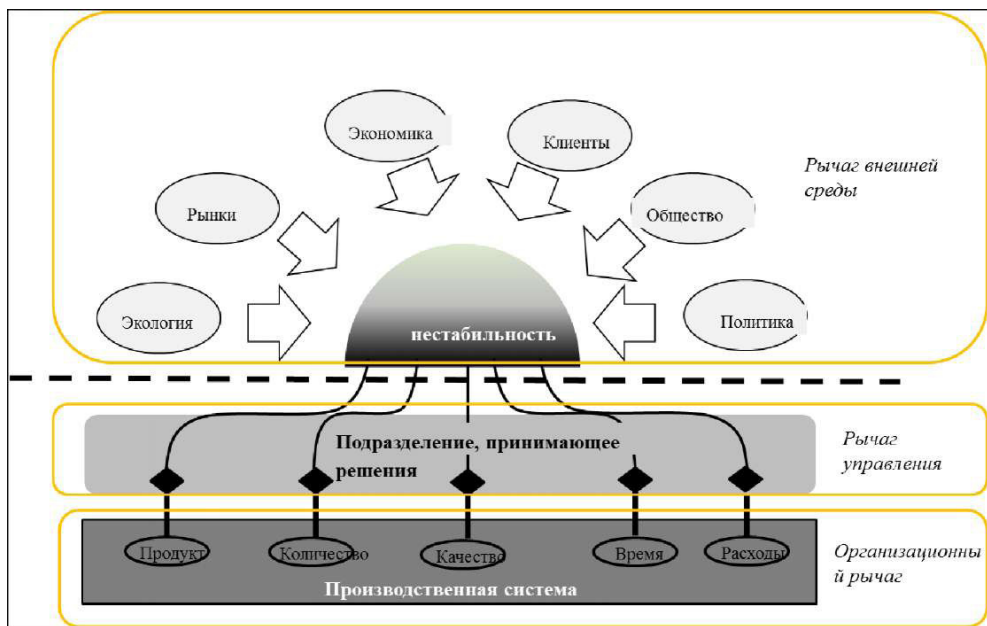 Экономика
Клиенты
Рычаг внешней
среды
Рынки
Общество
Экология
Политика
нестабильность
Подразделение, принимающее
решения
Рычаг
управления
Продукт
Количество
Качество
Время
Расходы
Производственная система
Организационны
й рычаг